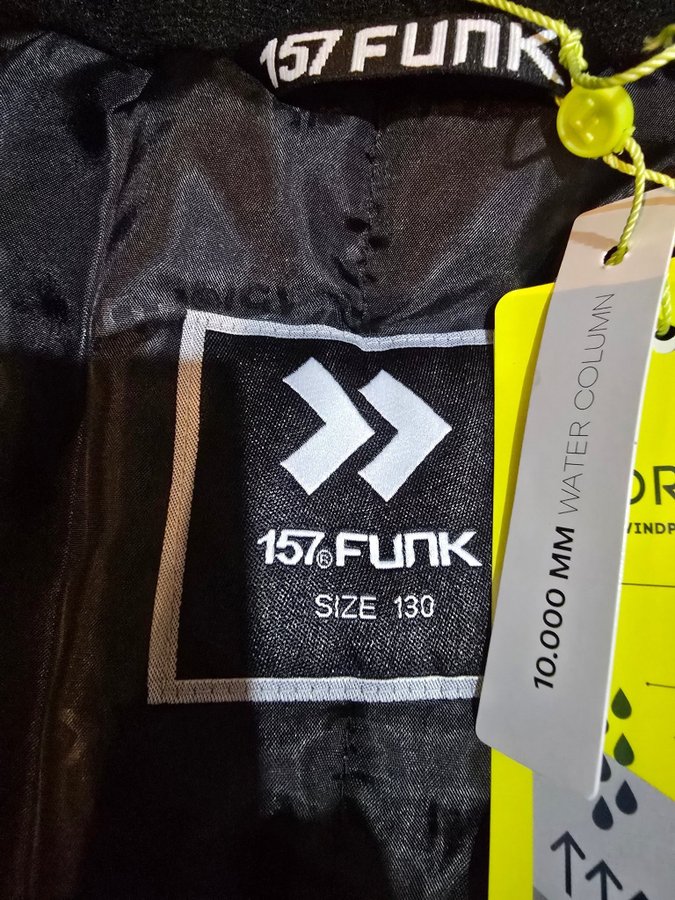 157 FUNK
157® FUNK
SIZE 130
10.000 MM WATER COLUMN